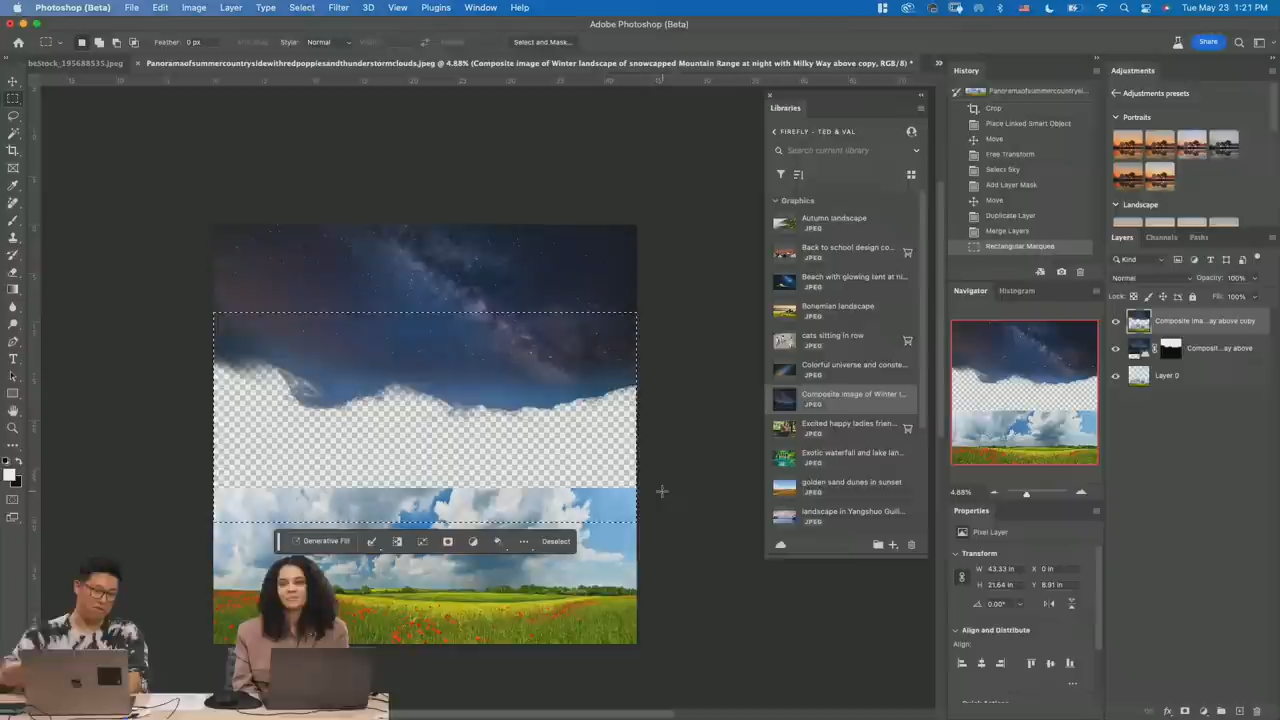 Photoshop (Beta) File Edit Image Layer Type Select Filter 3D View Plugins Window Help
Tue May 23 1:21 PM
Adobe Photoshop (Beta)
Feather: 0 px
Style: Normal
Select and Mask...
Share
beStock_195688535.jpeg
Panoramaofsummercountrysidewithredpoppiesandthunderstormclouds.jpeg @ 4.88% (Composite image of Winter landscape of snowcapped Mountain Range at night with Milky Way above copy, RGB/8) *
Libraries
FIREFLY - TED & VAL
Search current library
Graphics
Autumn landscape
JPEG
Back to school design co...
JPEG
Beach with glowing tent at ni...
JPEG
Bohemian landscape
JPEG
cats sitting in row
JPEG
Colorful universe and conste...
JPEG
Composite image of Winter l...
JPEG
Excited happy ladies frien...
JPEG
Exotic waterfall and lake lan...
JPEG
golden sand dunes in sunset
JPEG
landscape in Yangshuo Guili...
JPEG
Generative Fill
Deselect
History
Panoramaofsummercountrysi...
Crop
Place Linked Smart Object
Move
Free Transform
Select Sky
Add Layer Mask
Move
Duplicate Layer
Merge Layers
Rectangular Marquee
Navigator Histogram
4.88%
Properties
Pixel Layer
Transform
W 43.33 in X 0 in
H 21.64 in Y 8.91 in
0.00°
Align and Distribute
Align:
Adjustments
Adjustments presets
Portraits
Landscape
Layers Channels Paths
Kind
Normal Opacity: 100%
Lock: Fill: 100%
Composite ima...ay above copy
Composit...ay above
Layer 0